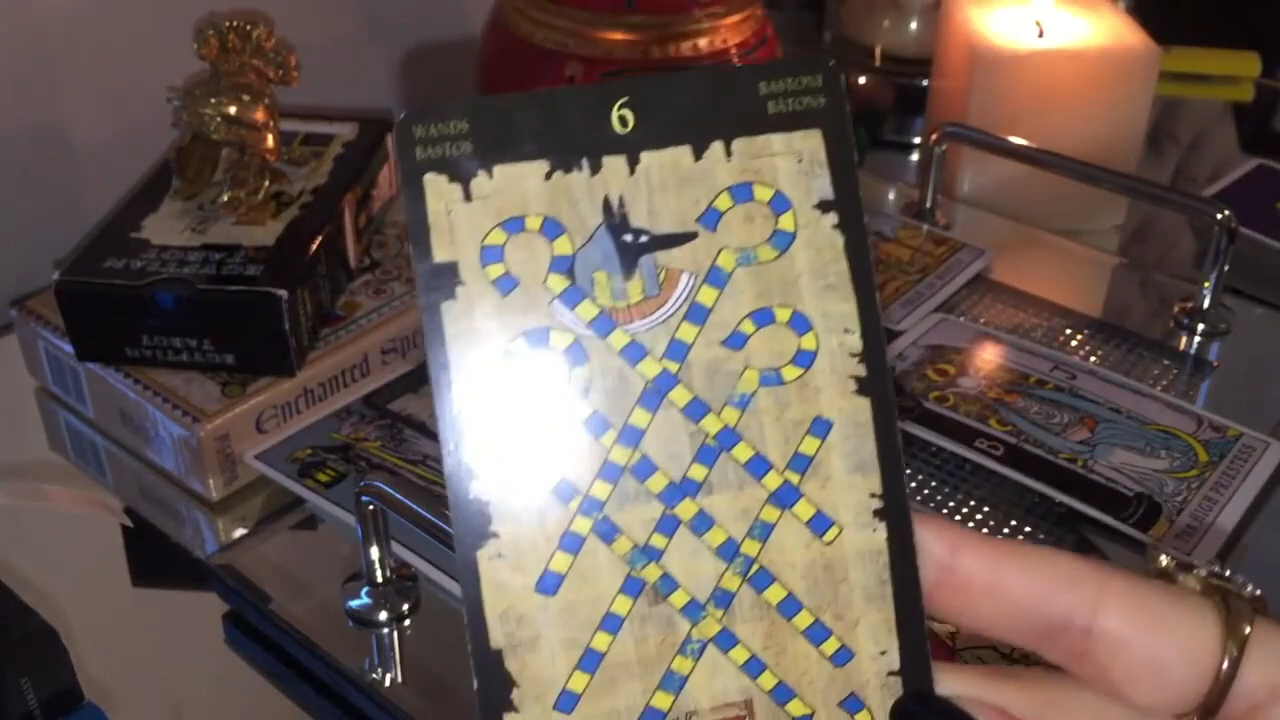 WANDS
BASTOS
6
BASTONI
BÂTONS
EGYPTIAN
TAROT
EGYPTIAN
TAROT
Enchanted
J
B
THE HIGH PRIESTESS